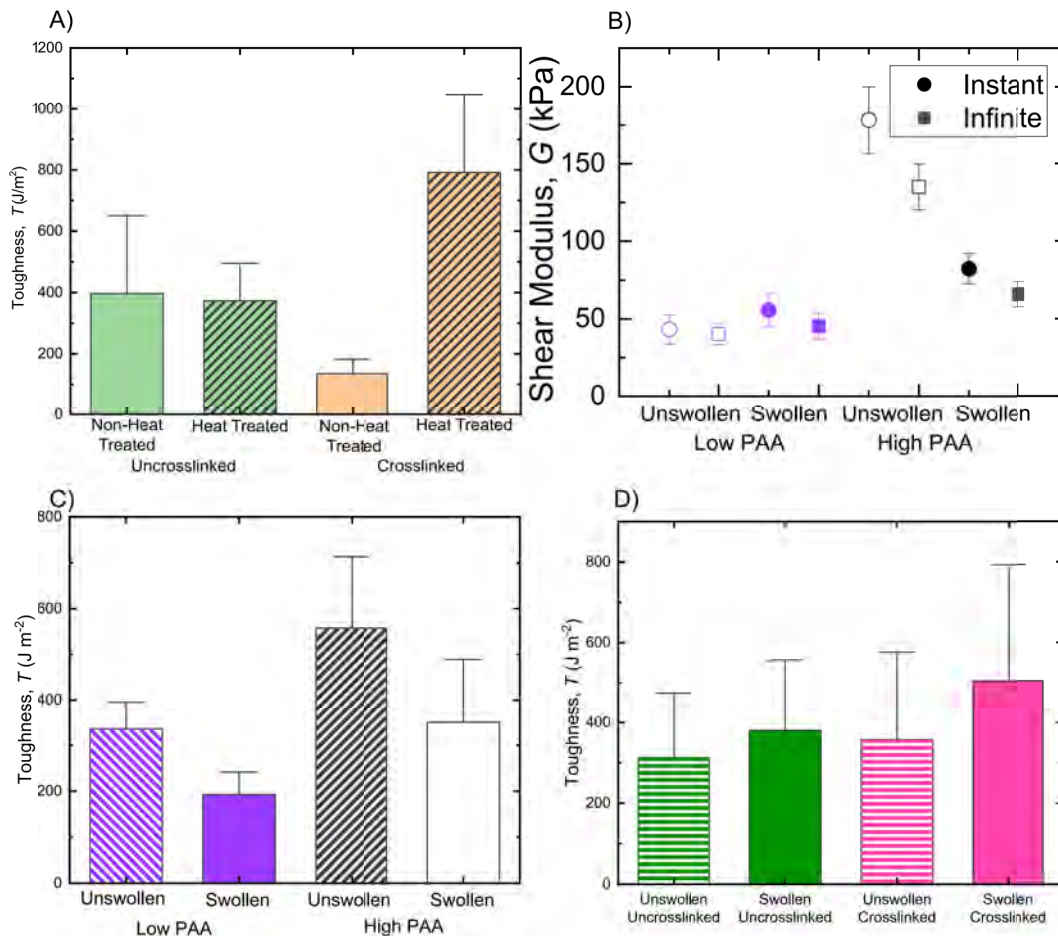 A)
Toughness, T (J/m²)
1200
1000
800
600
400
200
0
Non-Heat
Treated
Heat Treated
Non-Heat
Treated
Heat Treated
Uncrosslinked
Crosslinked
B)
Shear Modulus, G (kPa)
200
150
100
50
0
Instant
Infinite
Unswollen Swollen Unswollen Swollen
Low PAA
High PAA
C)
Toughness, T (J m⁻²)
800
600
400
200
0
Unswollen
Swollen
Unswollen
Swollen
Low PAA
High PAA
D)
Toughness, T (J m⁻²)
800
600
400
200
0
Unswollen
Uncrosslinked
Swollen
Uncrosslinked
Unswollen
Crosslinked
Swollen
Crosslinked